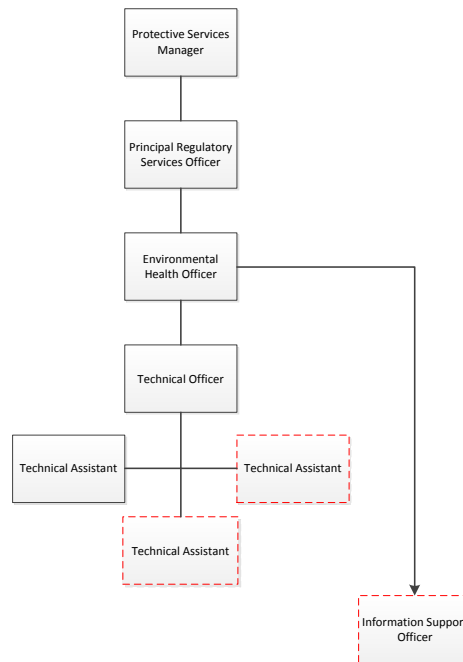 Protective Services
Manager
Principal Regulatory
Services Officer
Environmental
Health Officer
Technical Officer
Technical Assistant
Technical Assistant
Technical Assistant
Information Suppor
Officer